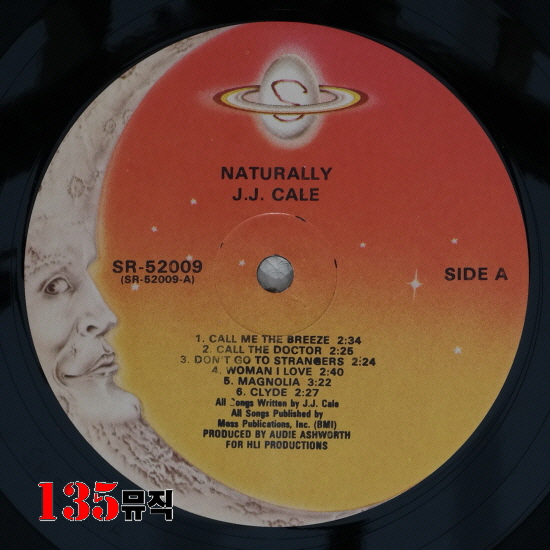 NATURALLY
J.J. CALE
SR-52009
(SR-52009-A)
SIDE A
1. CALL ME THE BREEZE 2:34
2. CALL THE DOCTOR 2:25
3. DON'T GO TO STRANGERS 2:24
4. WOMAN I LOVE 2:40
5. MAGNOLIA 3:22
6. CLYDE 2:27
All Songs Written by J.J. Cale
All Songs Published by
Moss Publications, Inc. (BMI)
PRODUCED BY AUDIE ASHWORTH
FOR HLI PRODUCTIONS
135뮤직